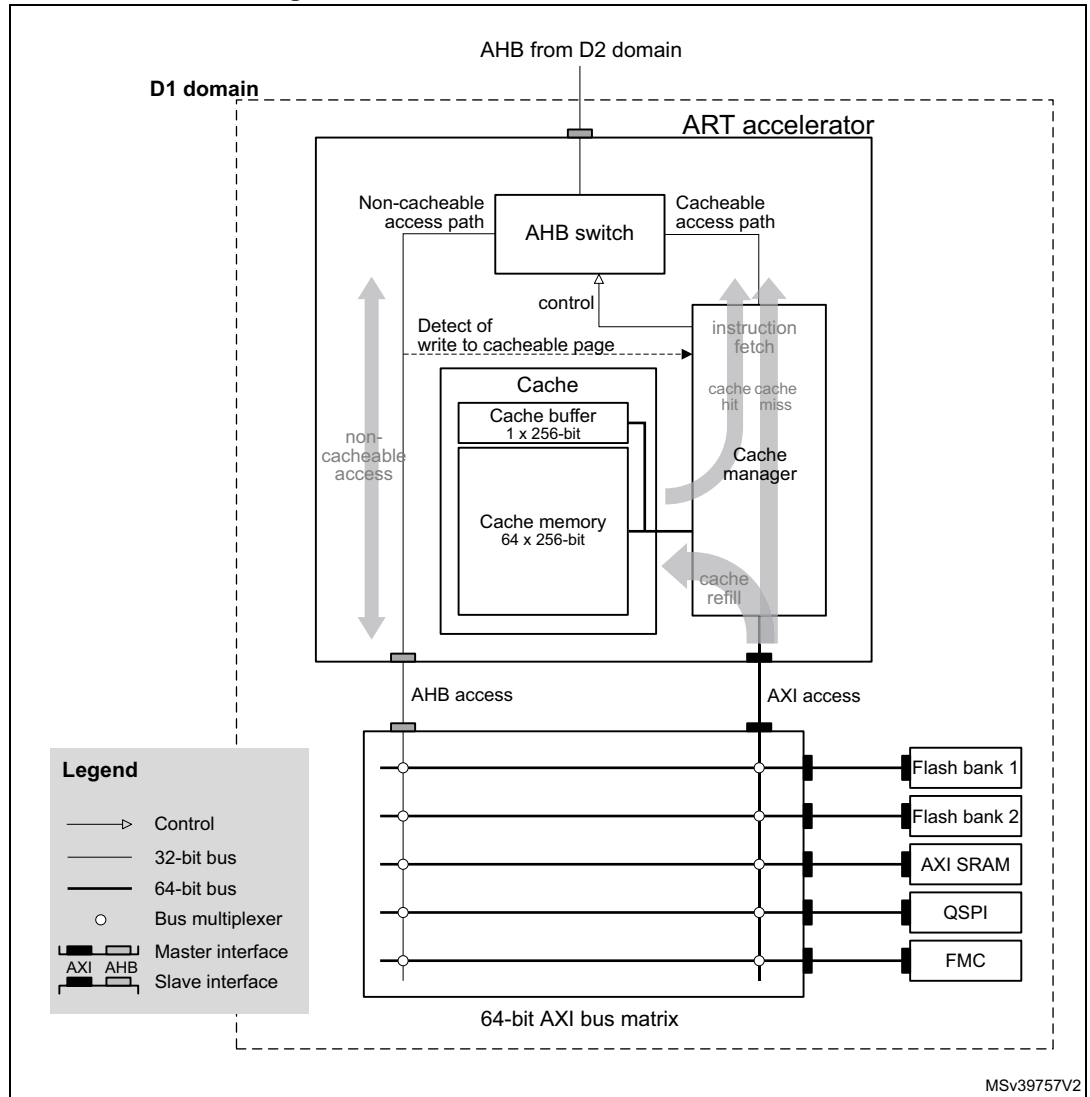 AHB from D2 domain
D1 domain
ART accelerator
Non-cacheable
access path
Cacheable
access path
AHB switch
control
Detect of
write to cacheable page
instruction
fetch
Cache
cache
hit
cache
miss
Cache buffer
1 x 256-bit
non-
cacheable
access
Cache
manager
Cache memory
64 x 256-bit
cache
refill
AHB access
AXI access
Legend
Control
32-bit bus
64-bit bus
Bus multiplexer
Master interface
AXI AHB
Slave interface
Flash bank 1
Flash bank 2
AXI SRAM
QSPI
FMC
64-bit AXI bus matrix
MSv39757V2